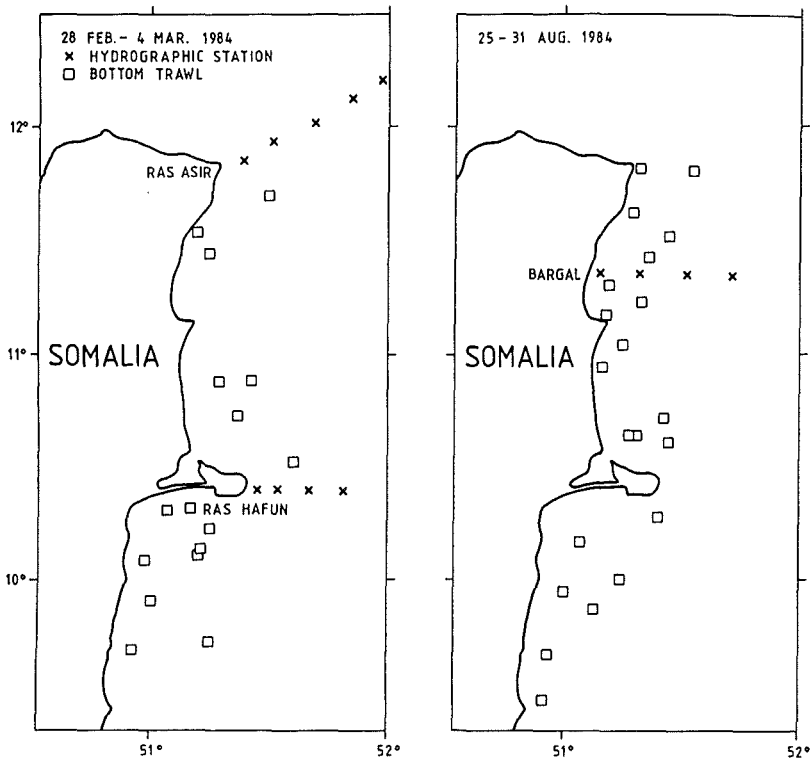 28 FEB.- 4 MAR. 1984
× HYDROGRAPHIC STATION
□ BOTTOM TRAWL
12°
RAS ASIR
11°
SOMALIA
RAS HAFUN
10°
51°
52°
25-31 AUG. 1984
BARGAL
SOMALIA
51°
52°